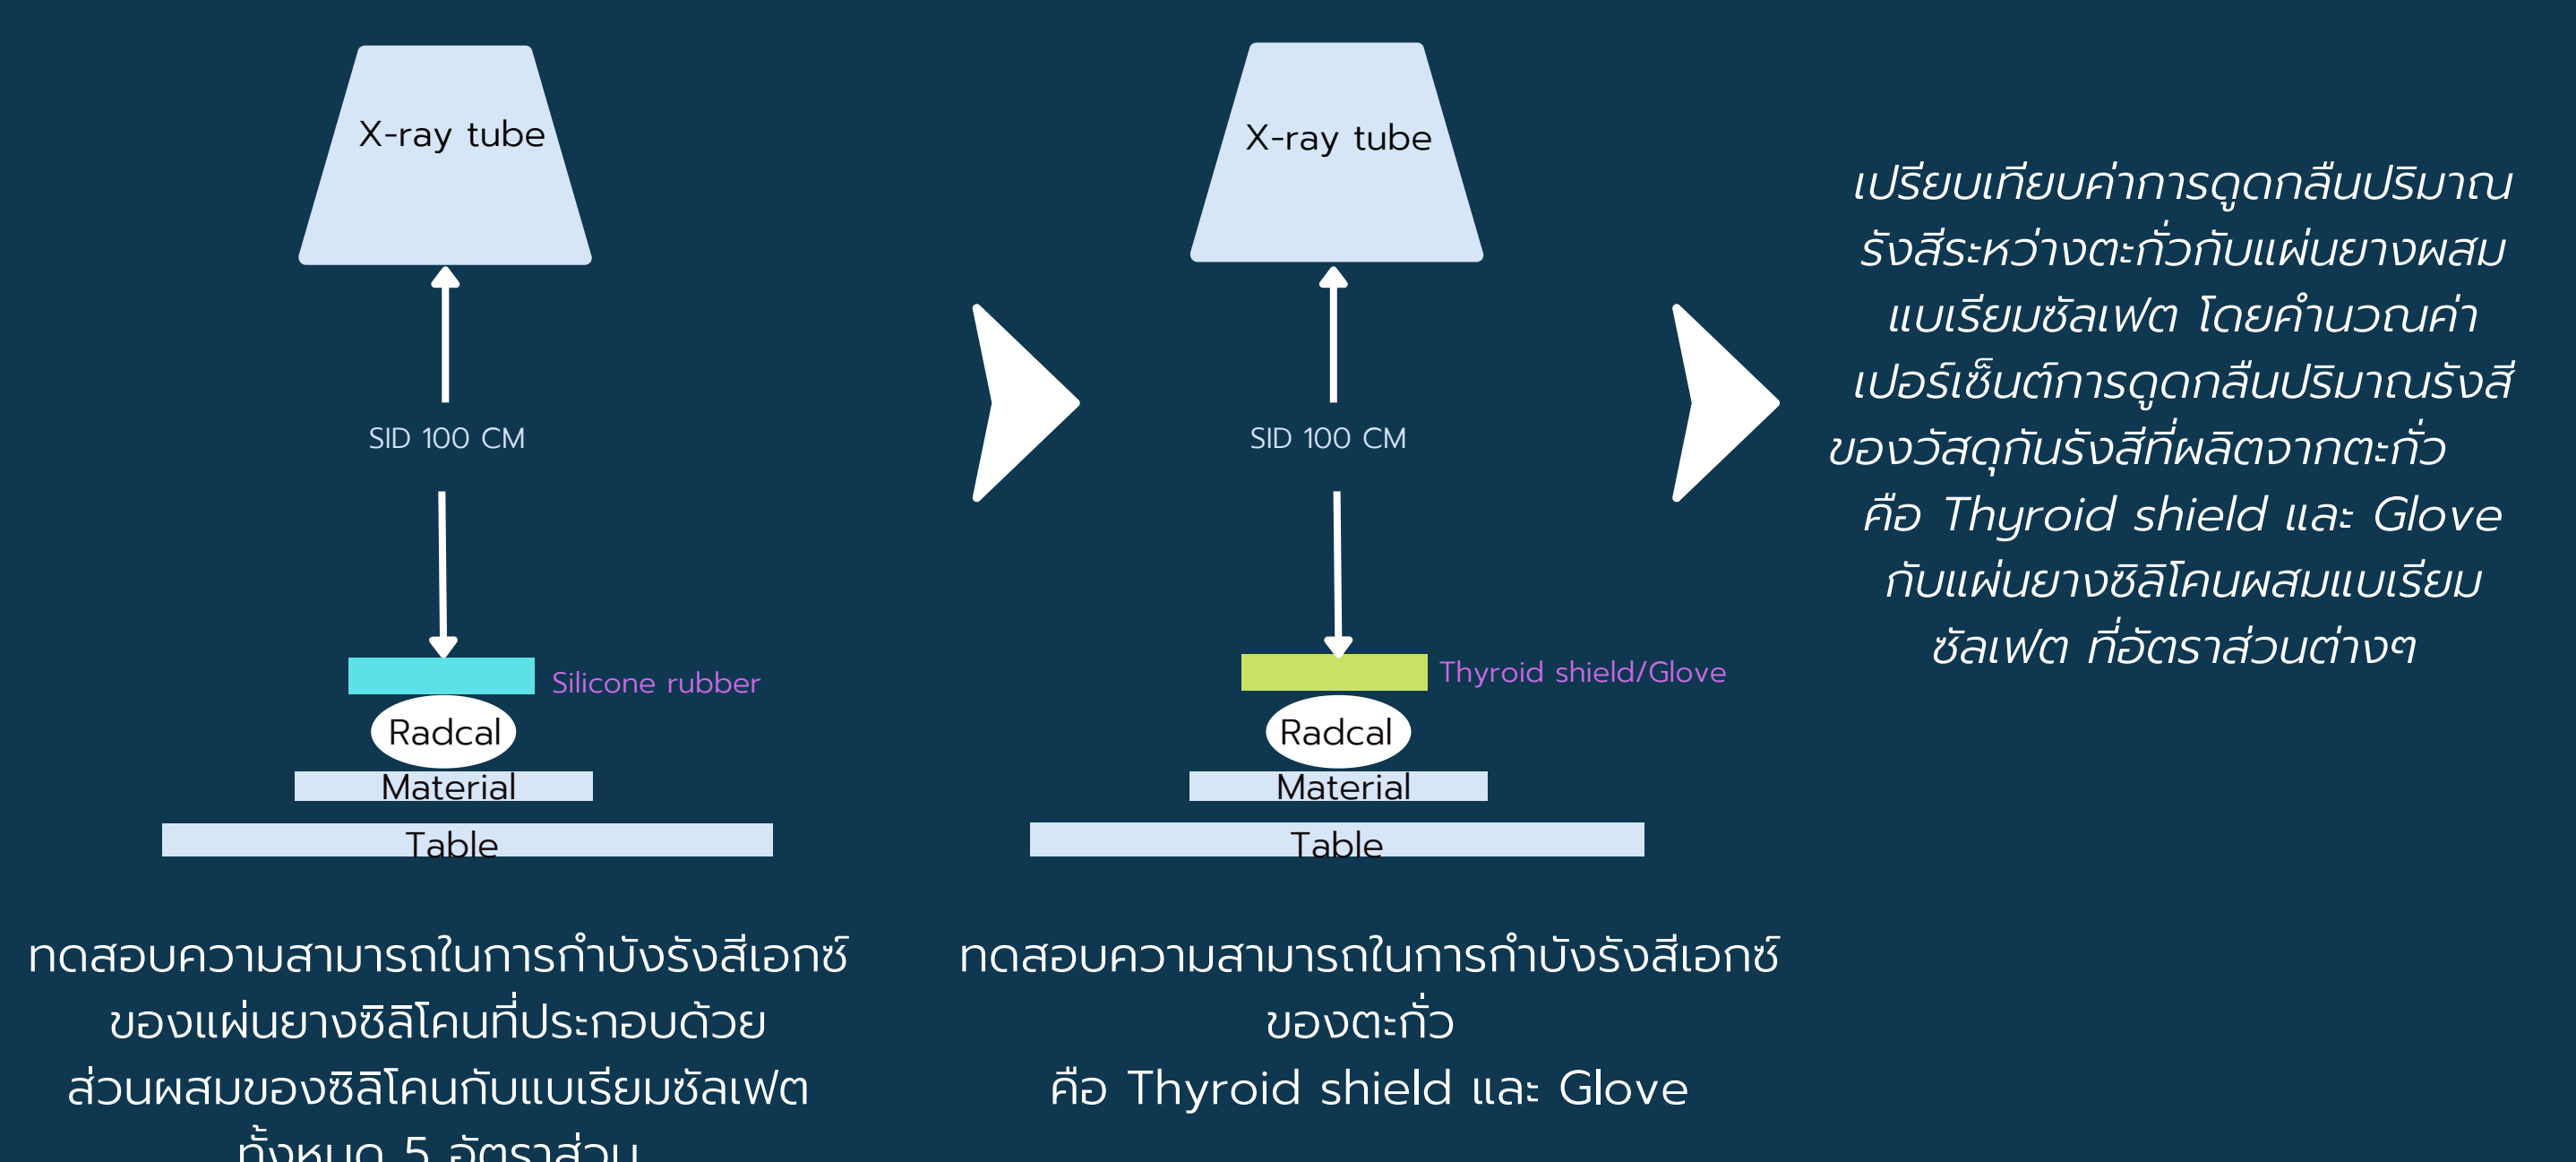 X-ray tube
SID 100 CM
Silicone rubber
Radcal
Material
Table
ทดสอบความสามารถในการกำบังรังสีเอกซ์
ของแผ่นยางซิลิโคนที่ประกอบด้วย
ส่วนผสมของซิลิโคนกับแบเรียมซัลเฟต
ทั้งหมด 5 อัตราส่วน
X-ray tube
SID 100 CM
Thyroid shield/Glove
Radcal
Material
Table
ทดสอบความสามารถในการกำบังรังสีเอกซ์
ของตะกั่ว
คือ Thyroid shield และ Glove
เปรียบเทียบค่าการดูดกลืนปริมาณ
รังสีระหว่างตะกั่วกับแผ่นยางผสม
แบเรียมซัลเฟต โดยคำนวณค่า
เปอร์เซ็นต์การดูดกลืนปริมาณรังสี
ของวัสดุกันรังสีที่ผลิตจากตะกั่ว
คือ Thyroid shield และ Glove
กับแผ่นยางซิลิโคนผสมแบเรียม
ซัลเฟต ที่อัตราส่วนต่างๆ